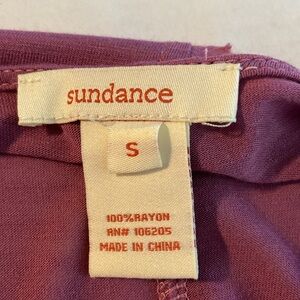 sundance
S
100%RAYON
RN# 106205
MADE IN CHINA